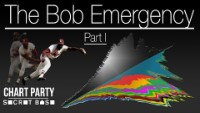 The Bob Emergency
Part I
CHART PARTY
SECRET BASE